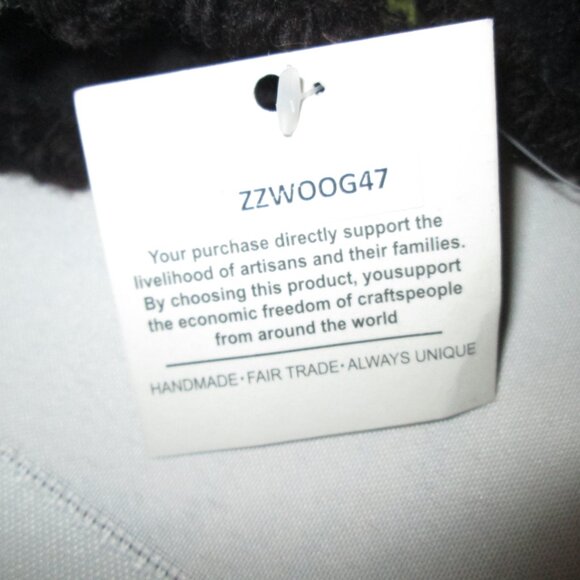 ZZWOOG47
Your purchase directly support the
livelihood of artisans and their families.
By choosing this product, yousupport
the economic freedom of craftspeople
from around the world
HANDMADE·FAIR TRADE·ALWAYS UNIQUE